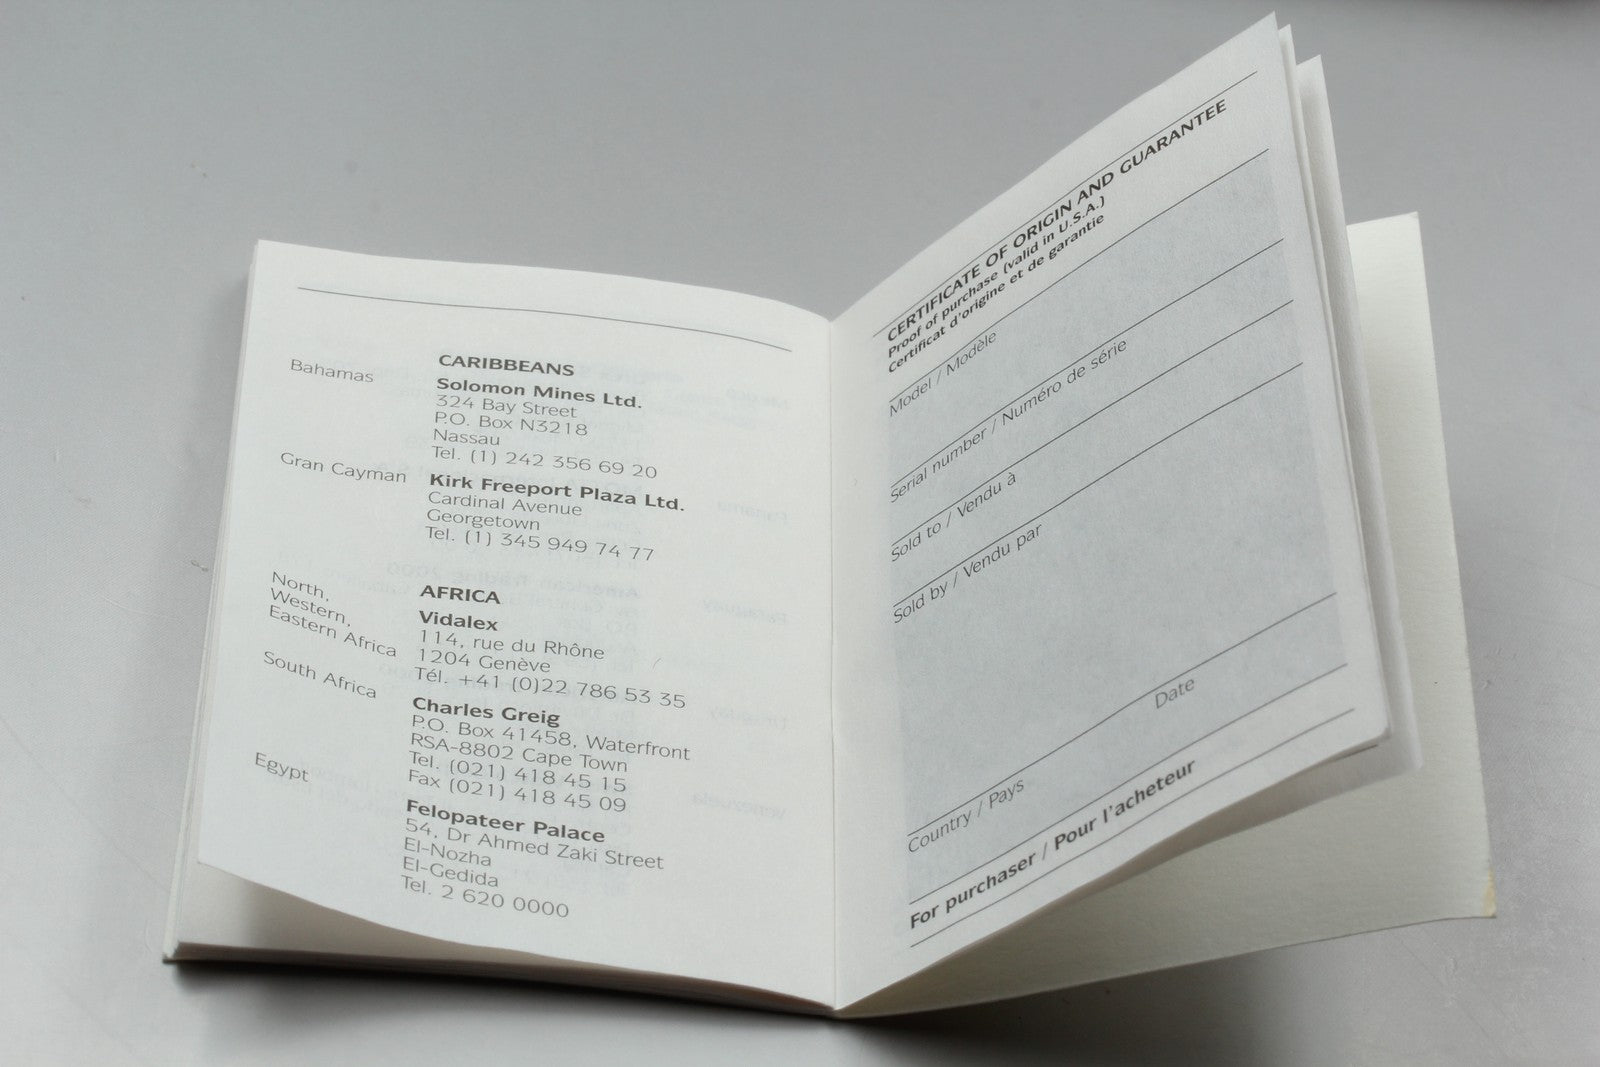 CARIBBEANS
Bahamas
Solomon Mines Ltd.
324 Bay Street
P.O. Box N3218
Nassau
Tel. (1) 242 356 69 20
Gran Cayman
Kirk Freeport Plaza Ltd.
Cardinal Avenue
Georgetown
Tel. (1) 345 949 74 77
AFRICA
North,
Western,
Eastern Africa
Vidalex
114, rue du Rhône
1204 Genève
Tél. +41 (0)22 786 53 35
South Africa
Charles Greig
P.O. Box 41458, Waterfront
RSA-8802 Cape Town
Tel. (021) 418 45 15
Fax (021) 418 45 09
Egypt
Felopateer Palace
54, Dr Ahmed Zaki Street
El-Nozha
El-Gedida
Tel. 2 620 0000
CERTIFICATE OF ORIGIN AND GUARANTEE
Proof of purchase (valid in U.S.A.)
Certificat d'origine et de garantie
Model / Modèle
Serial number / Numéro de série
Sold to / Vendu à
Sold by / Vendu par
Date
Country / Pays
For purchaser / Pour l'acheteur